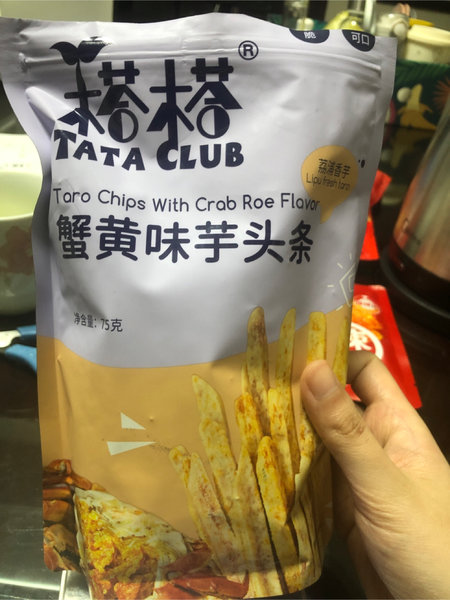 脆
可口
®
塔塔
TATA CLUB
荔浦香芋
Lipu fresh taro
Taro Chips With Crab Roe Flavor
蟹黄味芋头条
净含量: 75克